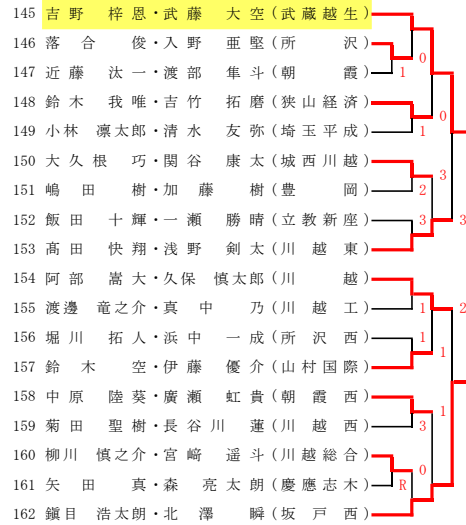 145 吉野 梓恩・武藤 大空(武蔵越生)
146 落合 俊・入野 亜堅(所沢)
0
147 近藤 汰一・渡部 隼斗(朝霞)
1
148 鈴木 我唯・吉竹 拓磨(狭山経済)
0
149 小林 凛太郎・清水 友弥(埼玉平成)
1
150 大久根 巧・関谷 康太(城西川越)
3
151 嶋田 樹・加藤 樹(豊岡)
2
152 飯田 十輝・一瀬 勝晴(立教新座)
3 3
153 髙田 快翔・浅野 剣太(川越東)
154 阿部 嵩大・久保 慎太郎(川越)
155 渡邊 竜之介・真中 乃(川越工)
1 2
156 堀川 拓人・浜中 一成(所沢西)
1 1
157 鈴木 空・伊藤 優介(山村国際)
158 中原 陸葵・廣瀬 虹貴(朝霞西)
1
159 菊田 聖樹・長谷川 蓮(川越西)
3
160 柳川 慎之介・宮﨑 遥斗(川越総合)
0
161 矢田 真・森 亮太朗(慶應志木)
R
162 鎭目 浩太朗・北澤 瞬(坂戸西)